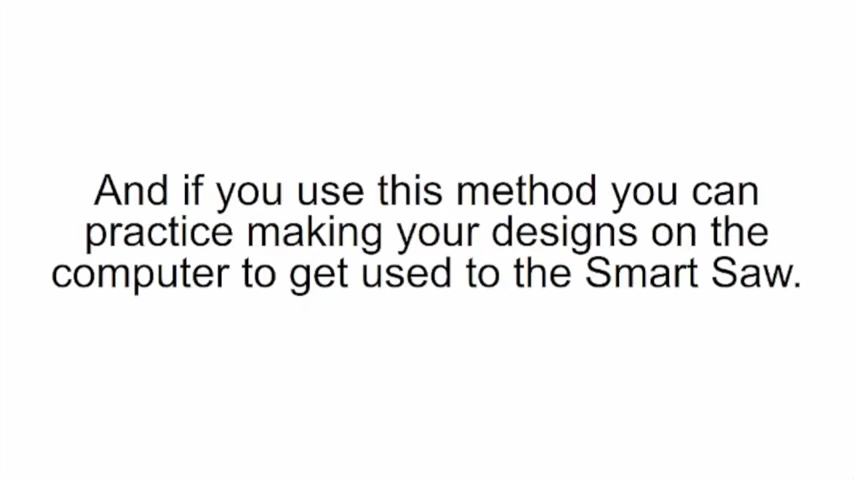 And if you use this method you can
practice making your designs on the
computer to get used to the Smart Saw.